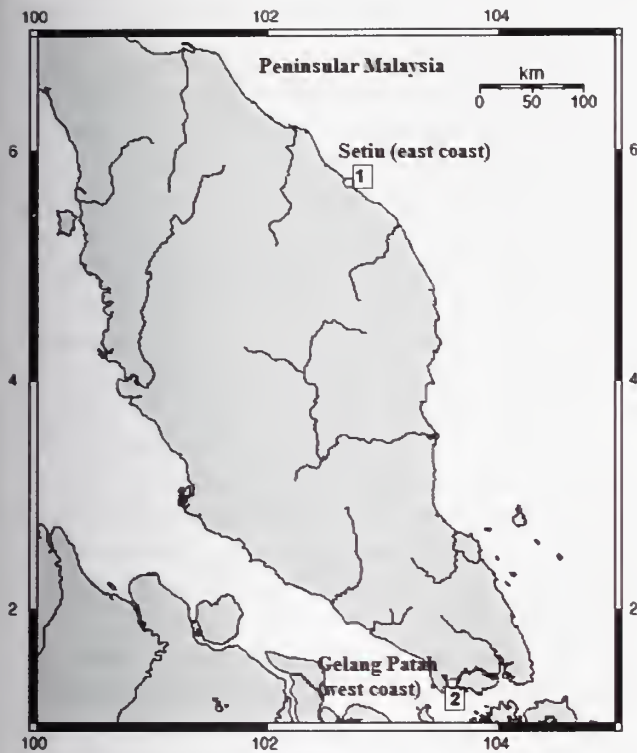 100 102 104
Peninsular Malaysia
km
0 50 100
6 6
Setiu (east coast)
1
4 4
2 2
Gelang Patah
(west coast)
2
100 102 104